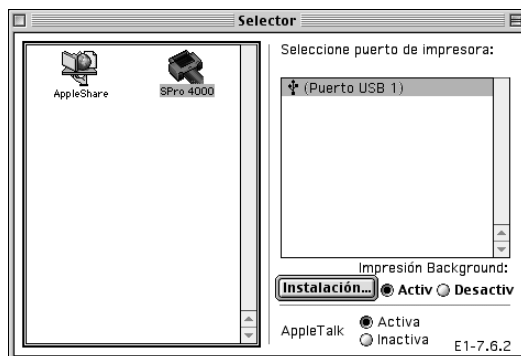 Selector
AppleShare
SPro 4000
Seleccione puerto de impresora:
(Puerto USB 1)
Impresión Background:
Instalación... Activ Desactiv
AppleTalk Activa
Inactiva
E1-7.6.2